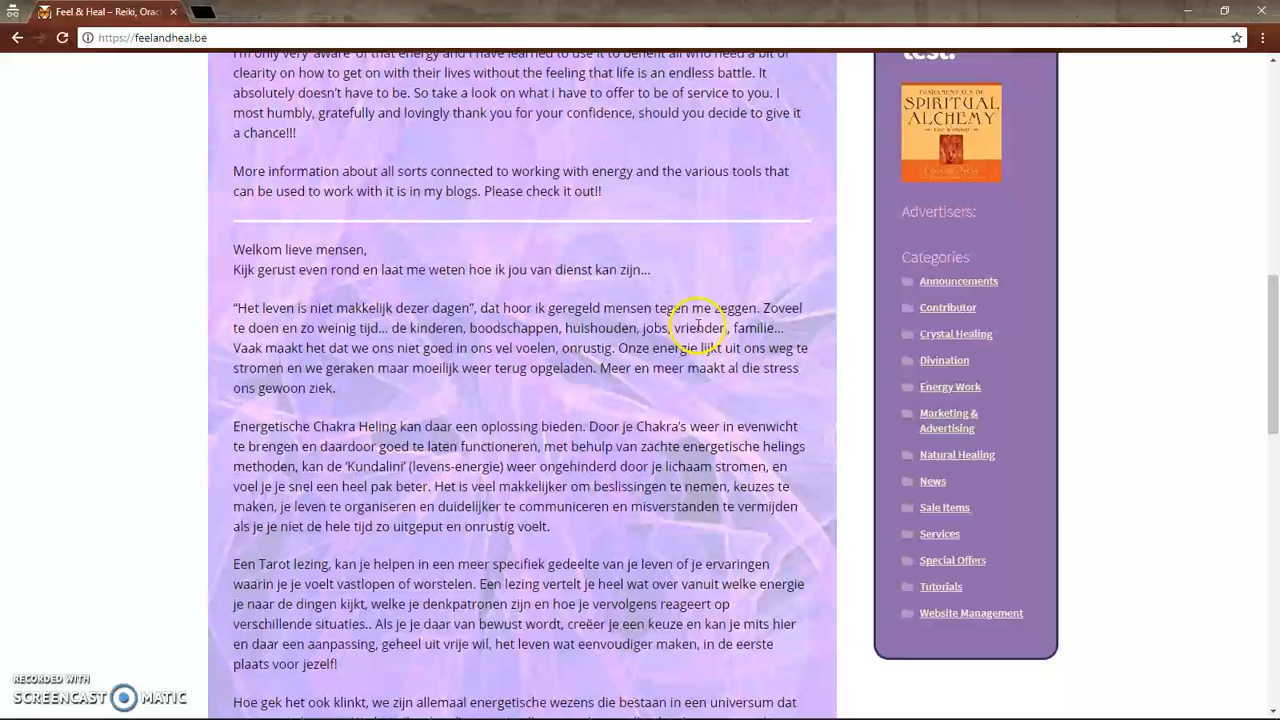 Feel & Heal – Reiki, Orac
https://feelandheal.be
I'm only very 'aware' of that energy and I have learned to use it to benefit all who need a bit of
clarity on how to get on with their lives without the feeling that life is an endless battle. It
absolutely doesn't have to be. So take a look on what i have to offer to be of service to you. I
most humbly, gratefully and lovingly thank you for your confidence, should you decide to give it
a chance!!!
More information about all sorts connected to working with energy and the various tools that
can be used to work with it is in my blogs. Please check it out!!
Welkom lieve mensen,
Kijk gerust even rond en laat me weten hoe ik jou van dienst kan zijn…
“Het leven is niet makkelijk dezer dagen”, dat hoor ik geregeld mensen tegen me zeggen. Zoveel
te doen en zo weinig tijd… de kinderen, boodschappen, huishouden, jobs, vrienden, familie…
Vaak maakt het dat we ons niet goed in ons vel voelen, onrustig. Onze energie lijkt uit ons weg te
stromen en we geraken maar moeilijk weer terug opgeladen. Meer en meer maakt al die stress
ons gewoon ziek.
Energetische Chakra Heling kan daar een oplossing bieden. Door je Chakra’s weer in evenwicht
te brengen en daardoor goed te laten functioneren, met behulp van zachte energetische helings
methoden, kan de ‘Kundalini’ (levens-energie) weer ongehinderd door je lichaam stromen, en
voel je je snel een heel pak beter. Het is veel makkelijker om beslissingen te nemen, keuzes te
maken, je leven te organiseren en duidelijker te communiceren en misverstanden te vermijden
als je je niet de hele tijd zo uitgeput en onrustig voelt.
Een Tarot lezing, kan je helpen in een meer specifiek gedeelte van je leven of je ervaringen
waarin je je voelt vastlopen of worstelen. Een lezing vertelt je heel wat over vanuit welke energie
je naar de dingen kijkt, welke je denkpatronen zijn en hoe je vervolgens reageert op
verschillende situaties.. Als je je daar van bewust wordt, creëer je een keuze en kan je mits hier
en daar een aanpassing, geheel uit vrije wil, het leven wat eenvoudiger maken, in de eerste
plaats voor jezelf!
Hoe gek het ook klinkt, we zijn allemaal energetische wezens die bestaan in een universum dat
test.
FUNDAMENTALS OF
SPIRITUAL
ALCHEMY
Advertisers:
Categories
Announcements
Contributor
Crystal Healing
Divination
Energy Work
Marketing &
Advertising
Natural Healing
News
Sale Items
Services
Special Offers
Tutorials
Website Management
RECORDED WITH
SCREENCAST MATIC